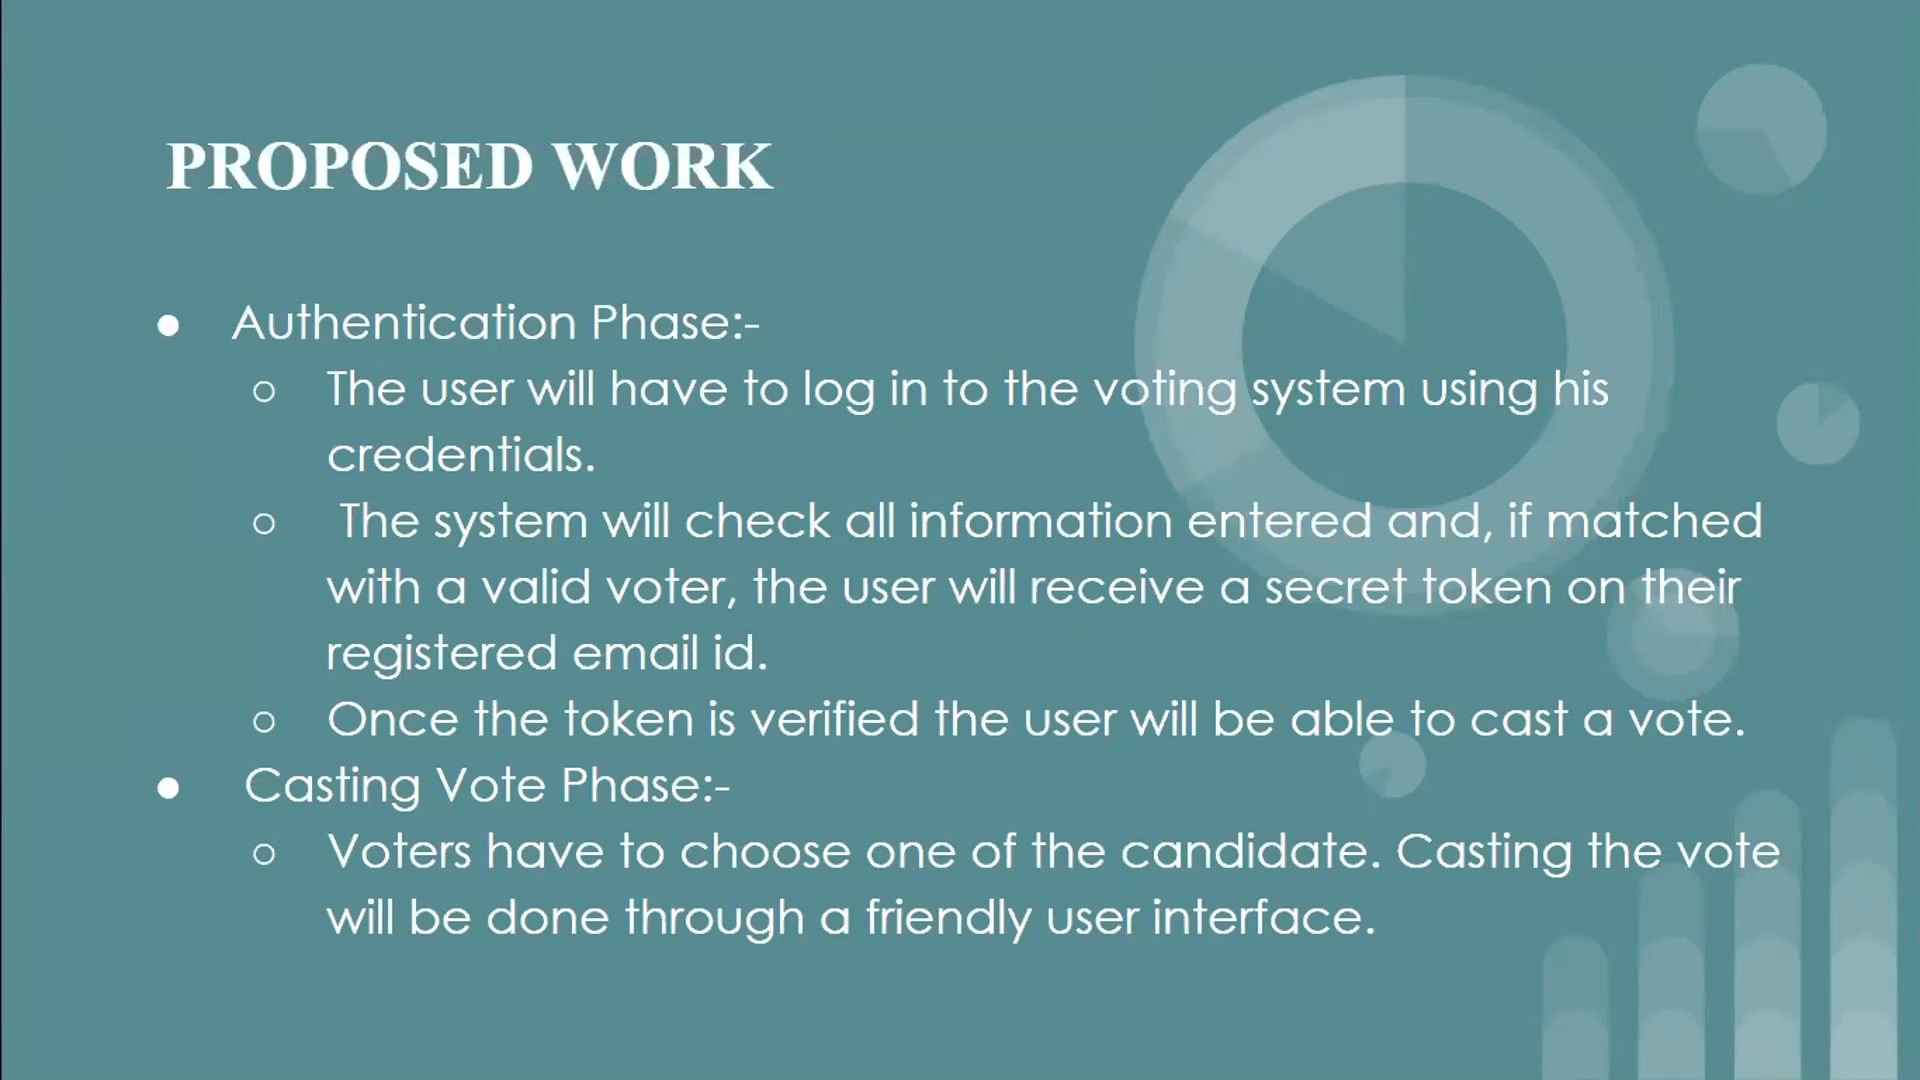 PROPOSED WORK
● Authentication Phase:-
○ The user will have to log in to the voting system using his
credentials.
○ The system will check all information entered and, if matched
with a valid voter, the user will receive a secret token on their
registered email id.
○ Once the token is verified the user will be able to cast a vote.
● Casting Vote Phase:-
○ Voters have to choose one of the candidate. Casting the vote
will be done through a friendly user interface.